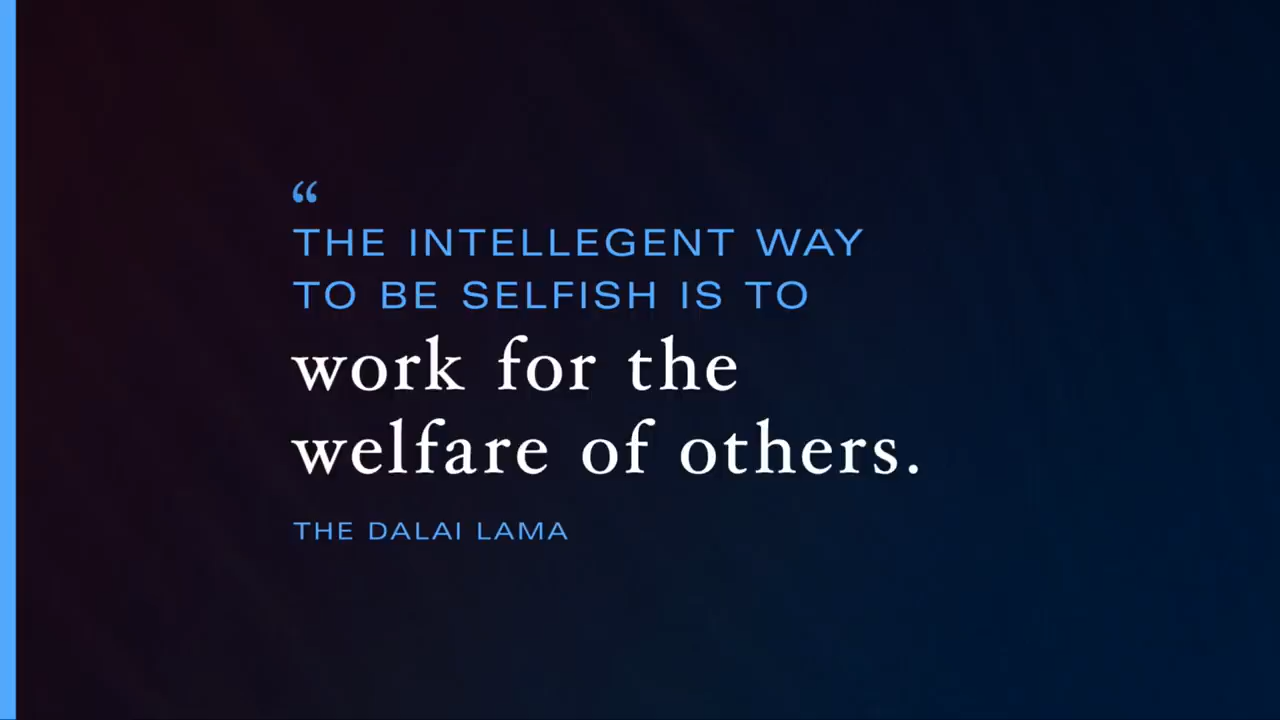 “
THE INTELLEGENT WAY
TO BE SELFISH IS TO
work for the
welfare of others.
THE DALAI LAMA